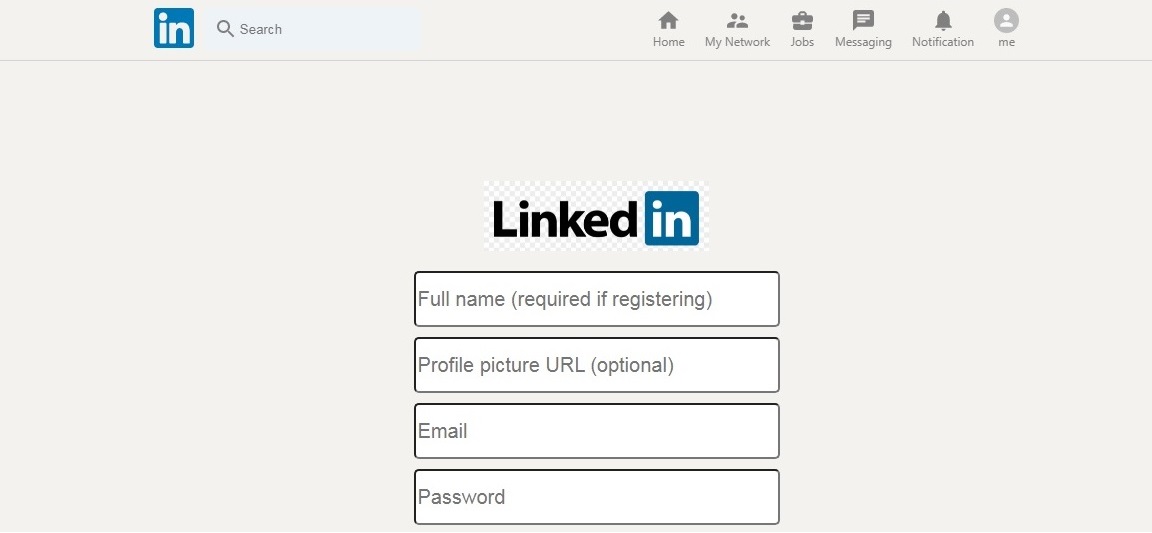 in Search
Home My Network Jobs Messaging Notification me
Linked in
Full name (required if registering)
Profile picture URL (optional)
Email
Password